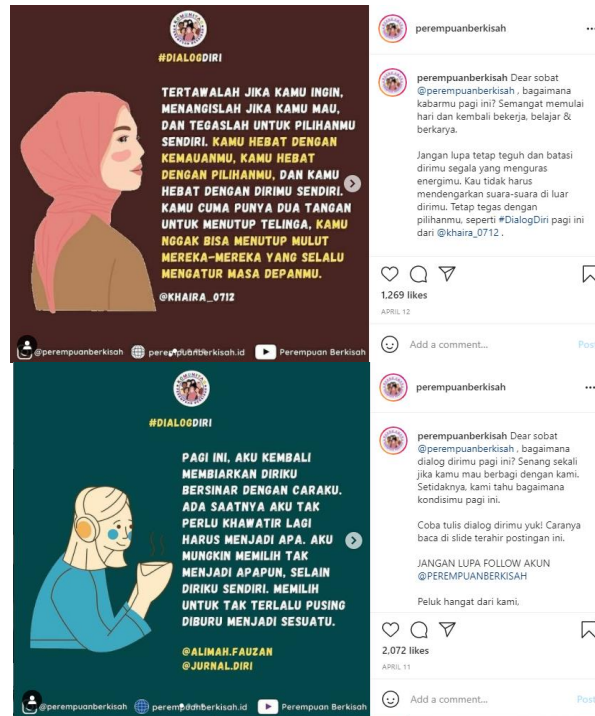 KOMUNITAS
#DIALOGDIRI
TERTAWALAH JIKA KAMU INGIN,
MENANGISLAH JIKA KAMU MAU,
DAN TEGASLAH UNTUK PILIHANMU
SENDIRI. KAMU HEBAT DENGAN
KEMAUANMU, KAMU HEBAT
DENGAN PILIHANMU, DAN KAMU
HEBAT DENGAN DIRIMU SENDIRI.
KAMU CUMA PUNYA DUA TANGAN
UNTUK MENUTUP TELINGA, KAMU
NGGAK BISA MENUTUP MULUT
MEREKA-MEREKA YANG SELALU
MENGATUR MASA DEPANMU.
@KHAIRA_0712
@perempuanberkisah
perempuanberkisah.id
Perempuan Berkisah
perempuanberkisah
perempuanberkisah Dear sobat
@perempuanberkisah , bagaimana
kabarmu pagi ini? Semangat memulai
hari dan kembali bekerja, belajar &
berkarya.
Jangan lupa tetap teguh dan batasi
dirimu segala yang menguras
energimu. Kau tidak harus
mendengarkan suara-suara di luar
dirimu. Tetap tegas dengan
pilihanmu, seperti #DialogDiri pagi ini
dari @khaira_0712 .
1,269 likes
APRIL 12
Add a comment...
Post
KOMUNITAS
#DIALOGDIRI
PAGI INI, AKU KEMBALI
MEMBIARKAN DIRIKU
BERSINAR DENGAN CARAKU.
ADA SAATNYA AKU TAK
PERLU KHAWATIR LAGI
HARUS MENJADI APA. AKU
MUNGKIN MEMILIH TAK
MENJADI APAPUN, SELAIN
DIRIKU SENDIRI. MEMILIH
UNTUK TAK TERLALU PUSING
DIBURU MENJADI SESUATU.
@ALIMAH.FAUZAN
@JURNAL.DIRI
@perempuanberkisah
perempuanberkisah.id
Perempuan Berkisah
perempuanberkisah
perempuanberkisah Dear sobat
@perempuanberkisah , bagaimana
dialog dirimu pagi ini? Senang sekali
jika kamu mau berbagi dengan kami.
Setidaknya, kami tahu bagaimana
kondisimu pagi ini.
Coba tulis dialog dirimu yuk! Caranya
baca di slide terahir postingan ini.
JANGAN LUPA FOLLOW AKUN
@PEREMPUANBERKISAH
Peluk hangat dari kami,
2,072 likes
APRIL 11
Add a comment...
Post